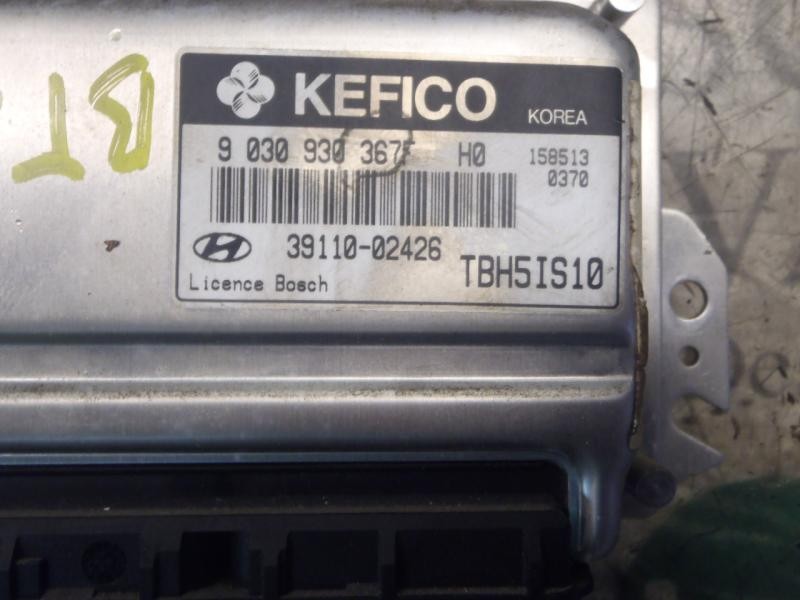 KEFICO
KOREA
9 030 930 367F H0 158513
0370
39110-02426
TBH5IS10
Licence Bosch